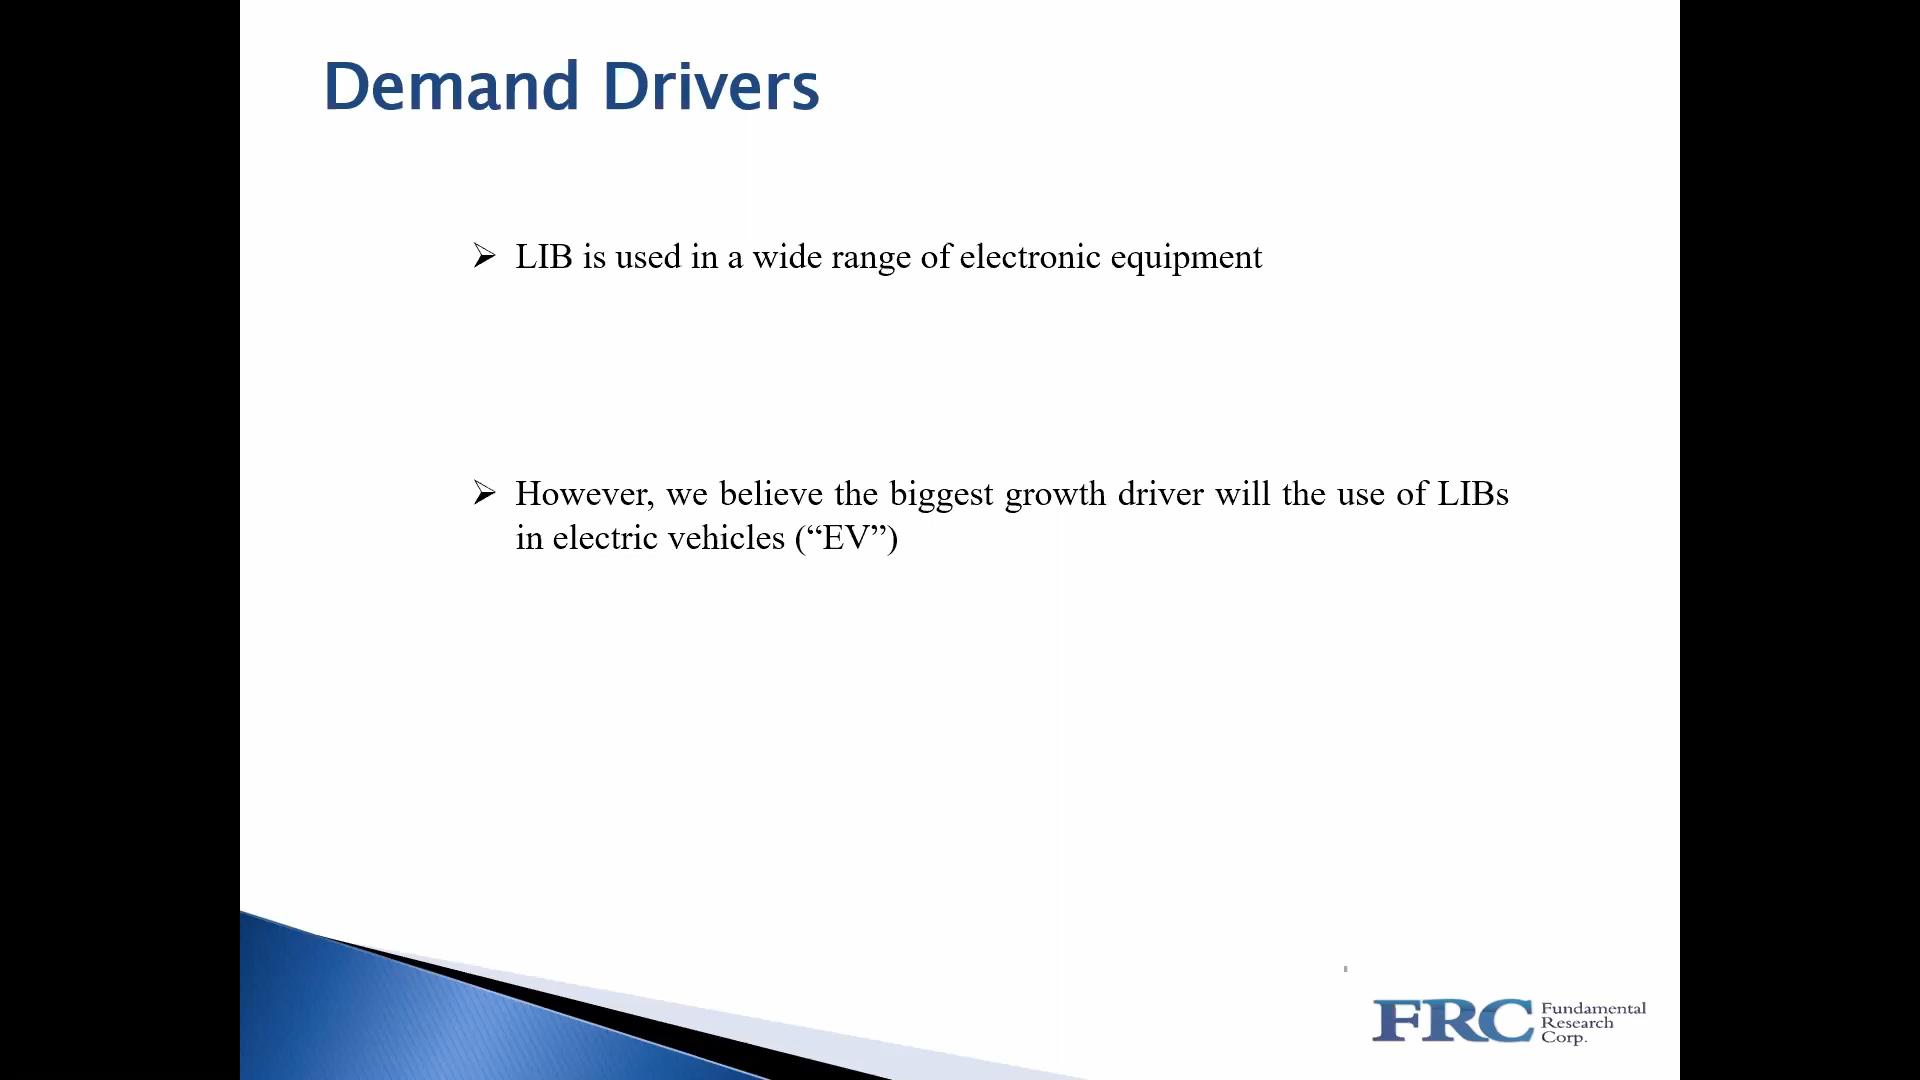 Demand Drivers
➢ LIB is used in a wide range of electronic equipment
➢ However, we believe the biggest growth driver will the use of LIBs
in electric vehicles (“EV”)
FRC
Fundamental
Research
Corp.